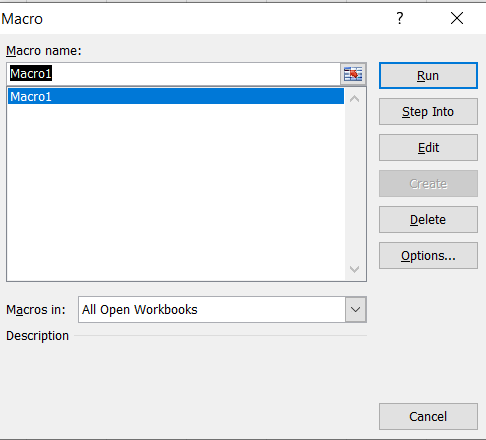 Macro
?
Macro name:
Macro1
Macro1
Run
Step Into
Edit
Create
Delete
Options...
Macros in:
All Open Workbooks
Description
Cancel